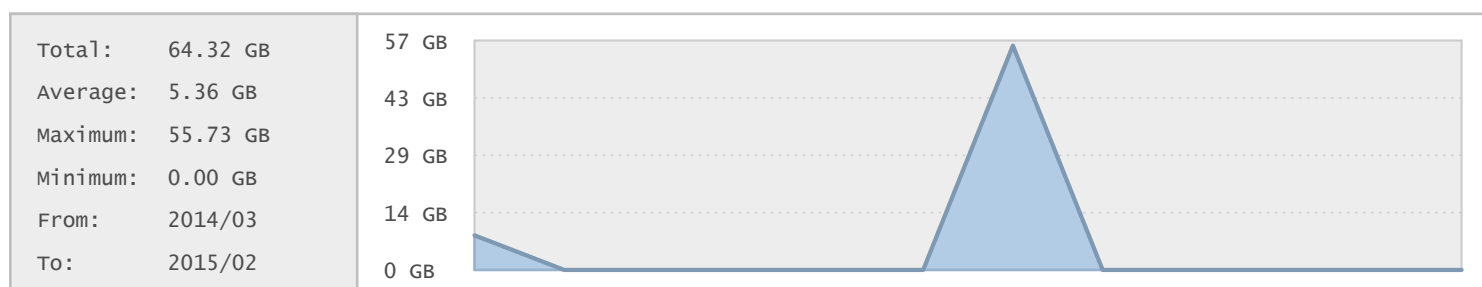 Total: 64.32 GB
Average: 5.36 GB
Maximum: 55.73 GB
Minimum: 0.00 GB
From: 2014/03
To: 2015/02
57 GB
43 GB
29 GB
14 GB
0 GB